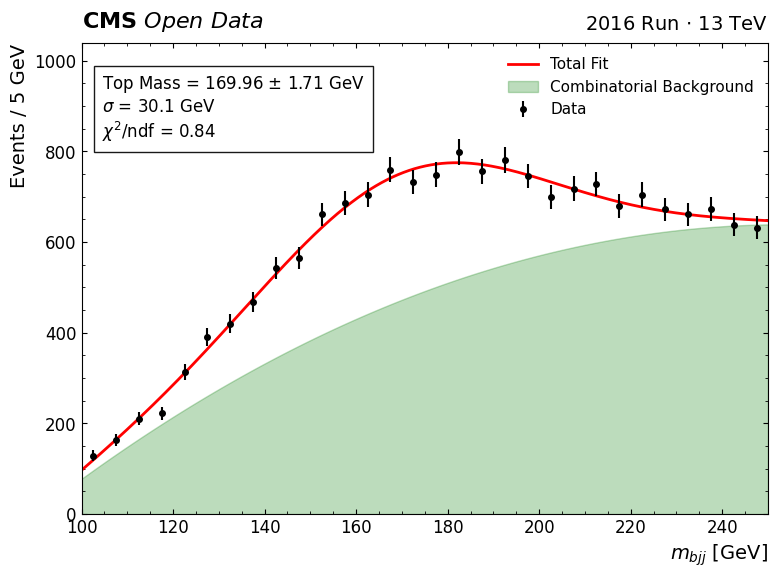 CMS Open Data
2016 Run · 13 TeV
Events / 5 GeV
1000
800
600
400
200
0
Top Mass = 169.96 ± 1.71 GeV
σ = 30.1 GeV
χ²/ndf = 0.84
Total Fit
Combinatorial Background
Data
100 120 140 160 180 200 220 240
m_{bjj} [GeV]